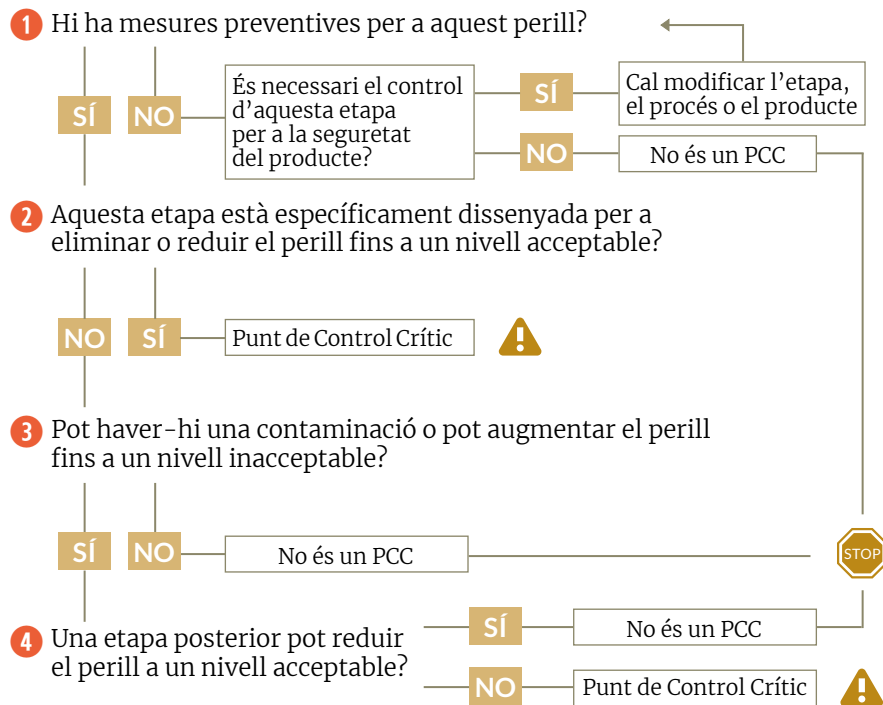 1 Hi ha mesures preventives per a aquest perill?
SÍ
NO
És necessari el control
d’aquesta etapa
per a la seguretat
del producte?
SÍ
Cal modificar l’etapa,
el procés o el producte
NO
No és un PCC
2 Aquesta etapa està específicament dissenyada per a
eliminar o reduir el perill fins a un nivell acceptable?
NO
SÍ
Punt de Control Crític
3 Pot haver-hi una contaminació o pot augmentar el perill
fins a un nivell inacceptable?
SÍ
NO
No és un PCC
STOP
4 Una etapa posterior pot reduir
el perill a un nivell acceptable?
SÍ
No és un PCC
NO
Punt de Control Crític